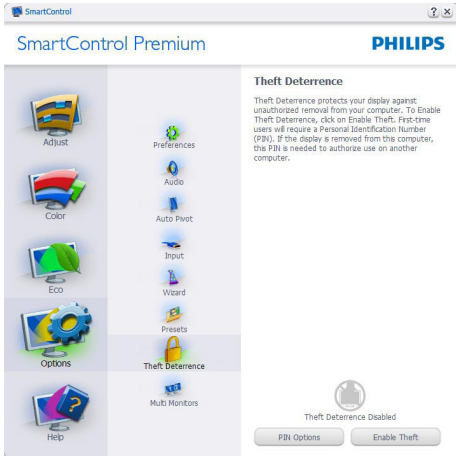 SmartControl
? X
SmartControl Premium
PHILIPS
Adjust
Color
Eco
Options
Help
Preferences
Audio
Auto Pivot
Input
Wizard
Presets
Theft Deterrence
Multi Monitors
Theft Deterrence
Theft Deterrence protects your display against
unauthorized removal from your computer. To Enable
Theft Deterrence, click on Enable Theft. First-time
users will require a Personal Identification Number
(PIN). If the display is removed from this computer,
this PIN is needed to authorize use on another
computer.
Theft Deterrence Disabled
PIN Options
Enable Theft